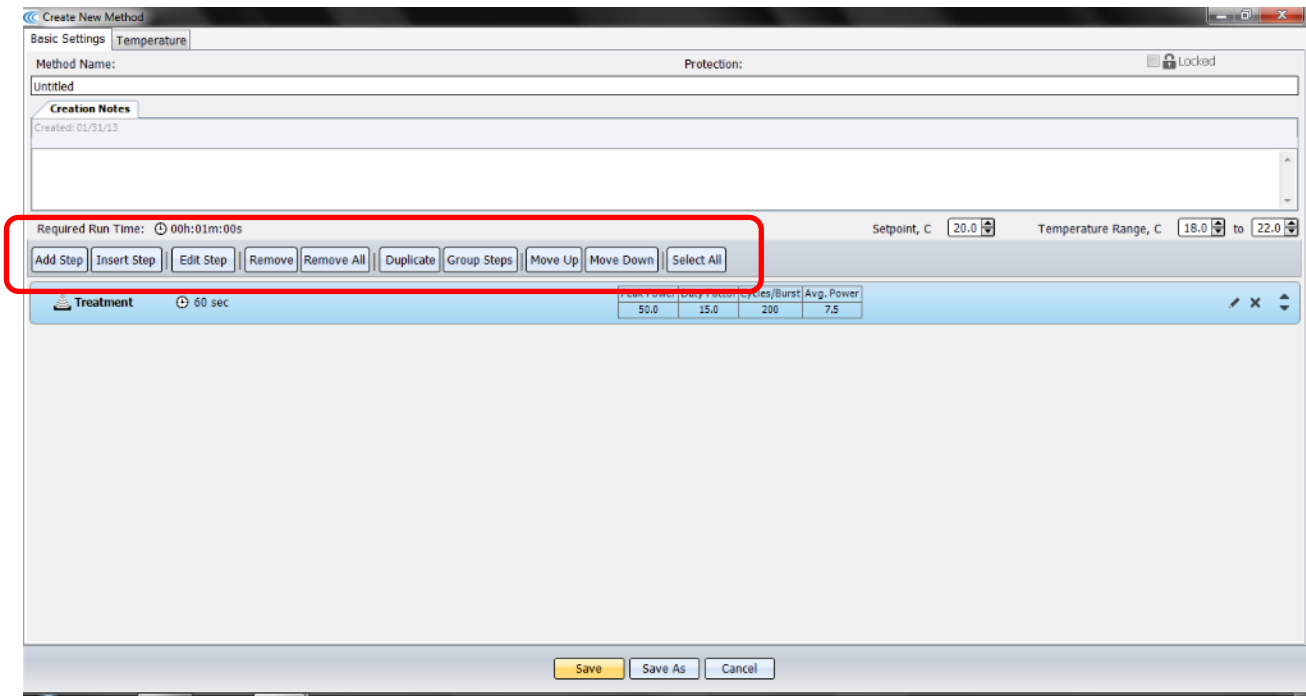 Create New Method
Basic Settings Temperature
Method Name: Protection: Locked
Untitled
Creation Notes
Created: 01/31/13
Required Run Time: 00h:01m:00s Setpoint, C 20.0 Temperature Range, C 18.0 to 22.0
Add Step Insert Step Edit Step Remove Remove All Duplicate Group Steps Move Up Move Down Select All
Treatment 60 sec
Peak Power Duty Factor Cycles/Burst Avg. Power
50.0 15.0 200 7.5
Save Save As Cancel